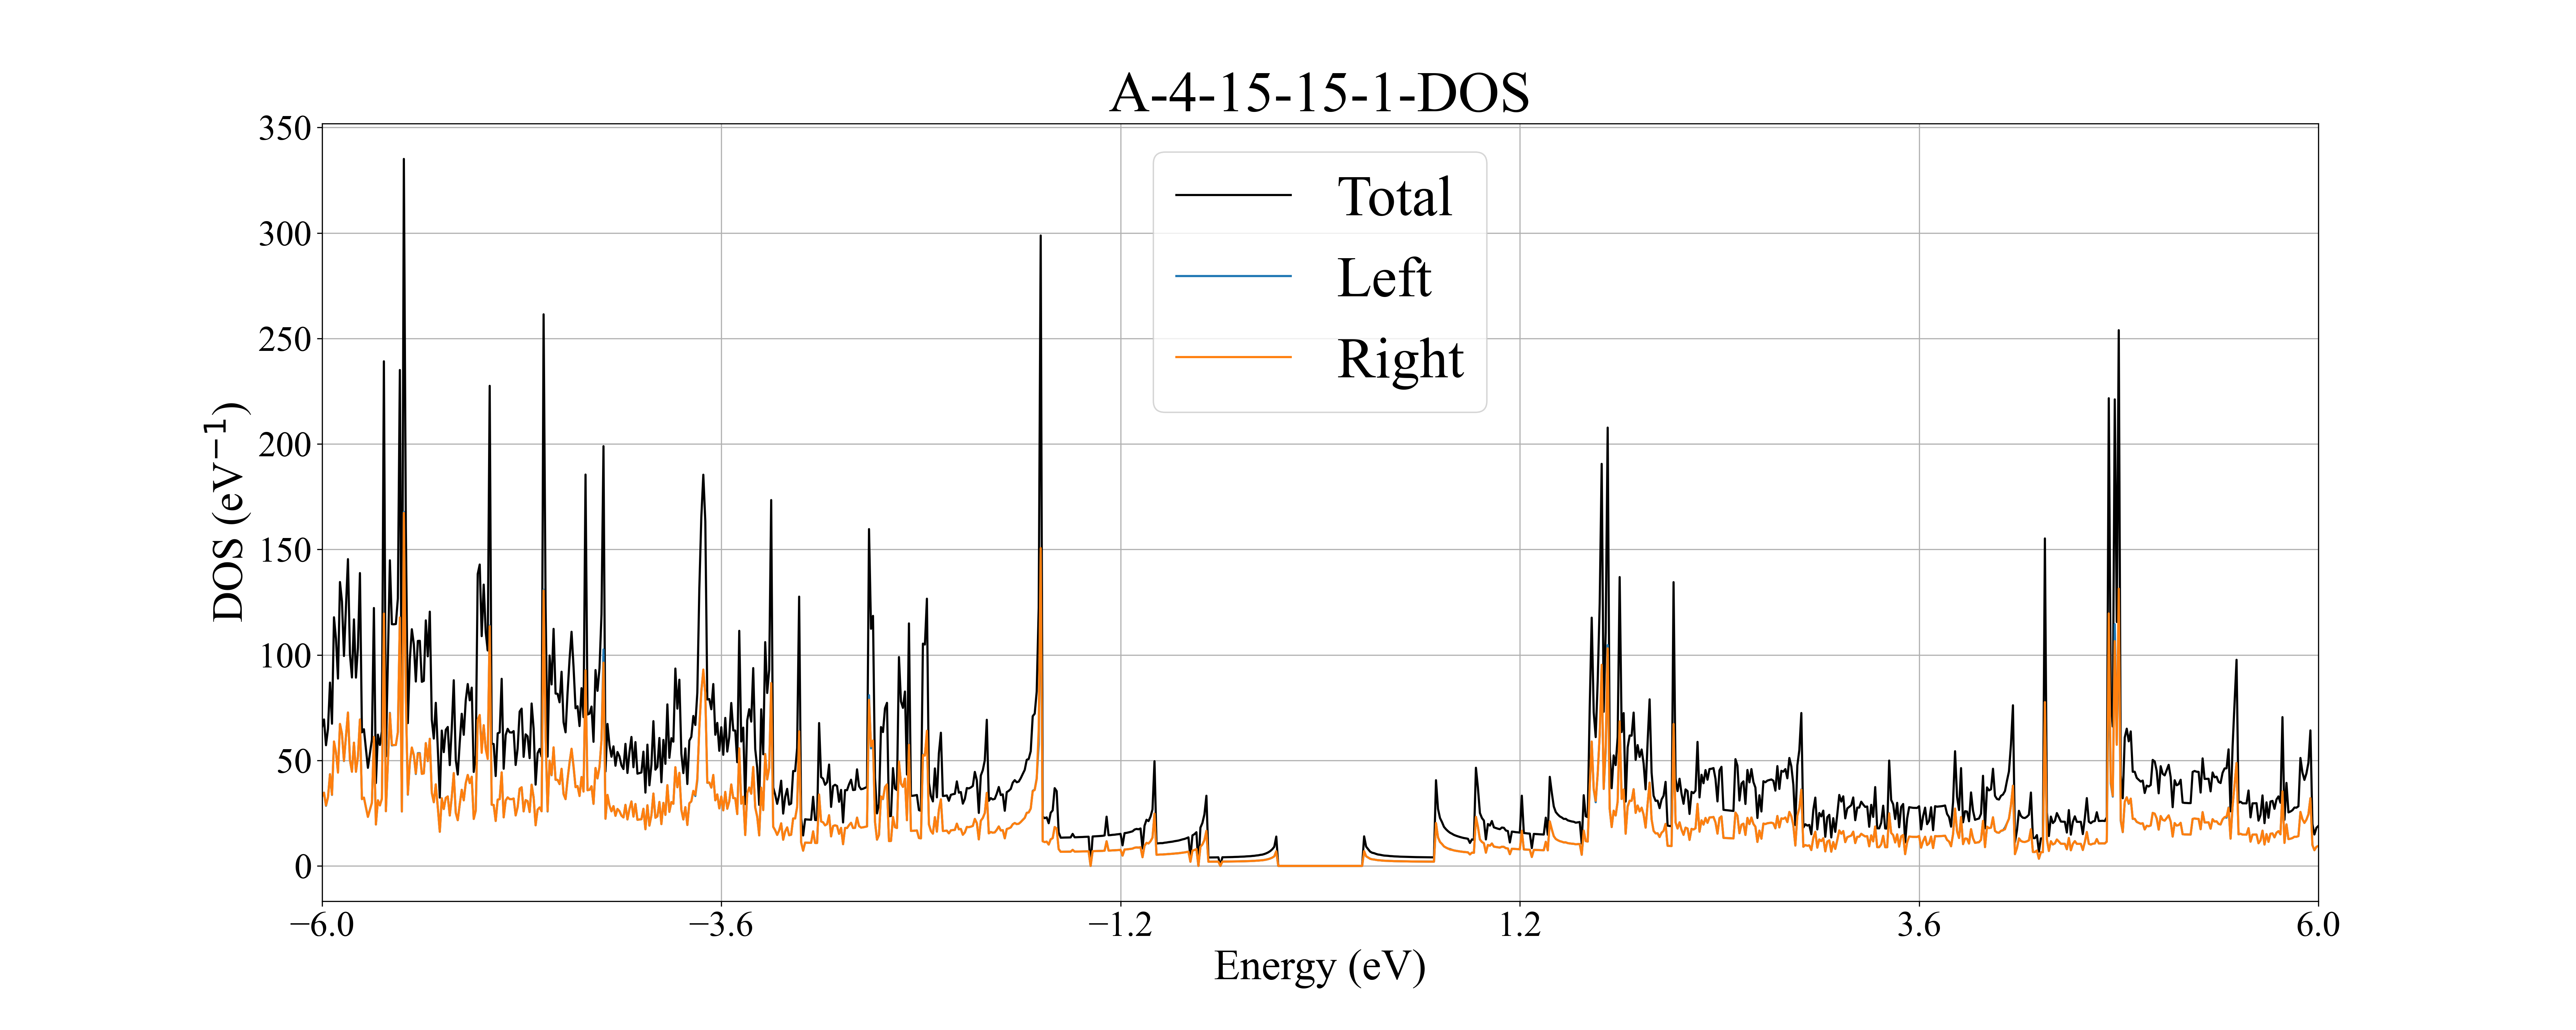 A-4-15-15-1-DOS
350
300
250
200
150
100
50
0
DOS (eV⁻¹)
Total
Left
Right
−6.0 −3.6 −1.2 1.2 3.6 6.0
Energy (eV)